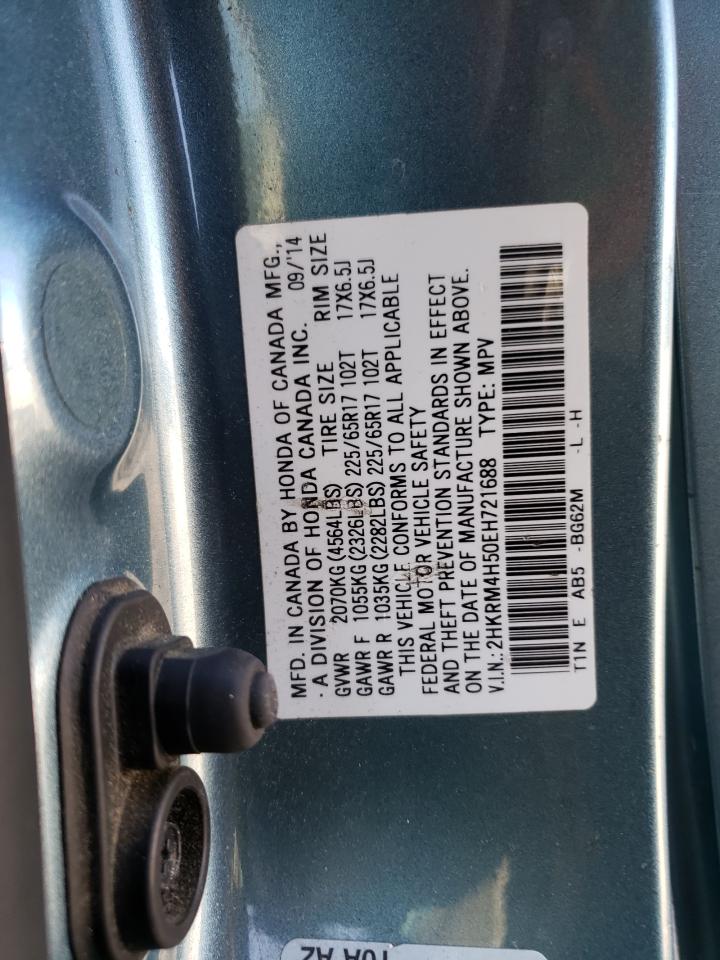 MFD. IN CANADA BY HONDA OF CANADA MFG.,
· A DIVISION OF HONDA CANADA INC. 09/'14
GVWR 2070KG (4564LBS) TIRE SIZE RIM SIZE
GAWR F 1055KG (2326LBS) 225/65R17 102T 17X6.5J
GAWR R 1035KG (2282LBS) 225/65R17 102T 17X6.5J
THIS VEHICLE CONFORMS TO ALL APPLICABLE
FEDERAL MOTOR VEHICLE SAFETY
AND THEFT PREVENTION STANDARDS IN EFFECT
ON THE DATE OF MANUFACTURE SHOWN ABOVE.
V.I.N.: 2HKRM4H50EH721688 TYPE: MPV
T1N E AB5 -BG62M -L -H